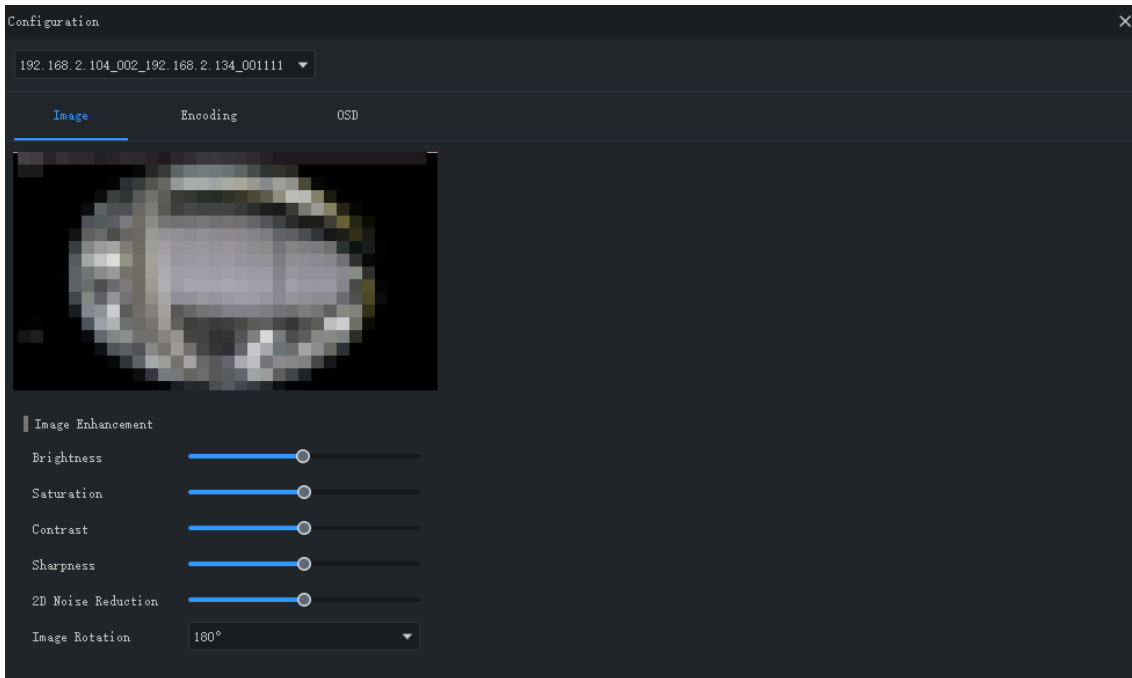 Configuration
192.168.2.104_002_192.168.2.134_001111
Image Encoding OSD
Image Enhancement
Brightness
Saturation
Contrast
Sharpness
2D Noise Reduction
Image Rotation 180°